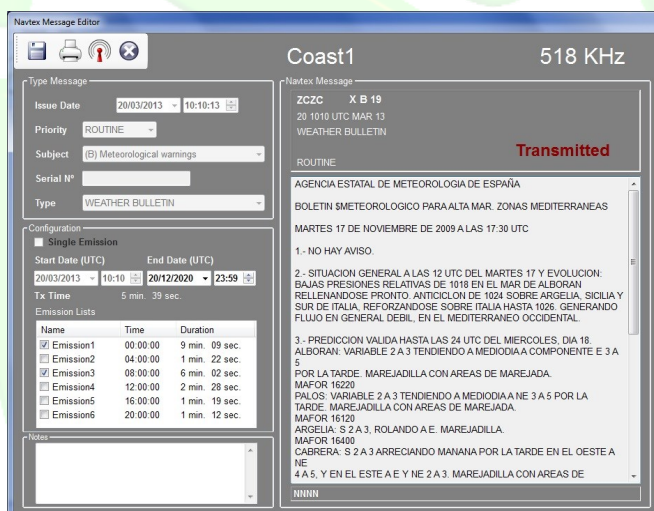 Navtex Message Editor
Coast1
518 KHz
Type Message
Issue Date 20/03/2013 10:10:13
Priority ROUTINE
Subject (B) Meteorological warnings
Serial Nº
Type WEATHER BULLETIN
Configuration
Single Emission
Start Date (UTC) End Date (UTC)
20/03/2013 10:10 20/12/2020 23:59
Tx Time 5 min. 39 sec.
Emission Lists
Name Time Duration
Emission1 00:00:00 9 min. 09 sec.
Emission2 04:00:00 1 min. 22 sec.
Emission3 08:00:00 6 min. 02 sec.
Emission4 12:00:00 2 min. 28 sec.
Emission5 16:00:00 1 min. 19 sec.
Emission6 20:00:00 1 min. 12 sec.
Notes
Navtex Message
ZCZC X B 19
20 1010 UTC MAR 13
WEATHER BULLETIN
Transmitted
ROUTINE
AGENCIA ESTATAL DE METEOROLOGIA DE ESPAÑA
BOLETIN $METEOROLOGICO PARA ALTA MAR. ZONAS MEDITERRANEAS
MARTES 17 DE NOVIEMBRE DE 2009 A LAS 17:30 UTC
1.- NO HAY AVISO.
2.- SITUACION GENERAL A LAS 12 UTC DEL MARTES 17 Y EVOLUCION:
BAJAS PRESIONES RELATIVAS DE 1018 EN EL MAR DE ALBORAN
RELLENANDOSE PRONTO. ANTICICLON DE 1024 SOBRE ARGELIA, SICILIA Y
SUR DE ITALIA, REFORZANDOSE SOBRE ITALIA HASTA 1026. GENERANDO
FLUJO EN GENERAL DEBIL, EN EL MEDITERRANEO OCCIDENTAL.
3.- PREDICCION VALIDA HASTA LAS 24 UTC DEL MIERCOLES, DIA 18.
ALBORAN: VARIABLE 2 A 3 TENDIENDO A MEDIODIA A COMPONENTE E 3 A
5
POR LA TARDE. MAREJADILLA CON AREAS DE MAREJADA.
MAFOR 16220
PALOS: VARIABLE 2 A 3 TENDIENDO A MEDIODIA A NE 3 A 5 POR LA
TARDE. MAREJADILLA CON AREAS DE MAREJADA.
MAFOR 16120
ARGELIA: S 2 A 3, ROLANDO A E. MAREJADILLA.
MAFOR 16400
CABRERA: S 2 A 3 ARRECIANDO MANANA POR LA TARDE EN EL OESTE A
NE
4 A 5, Y EN EL ESTE A E Y NE 2 A 3. MAREJADILLA CON AREAS DE
NNNN